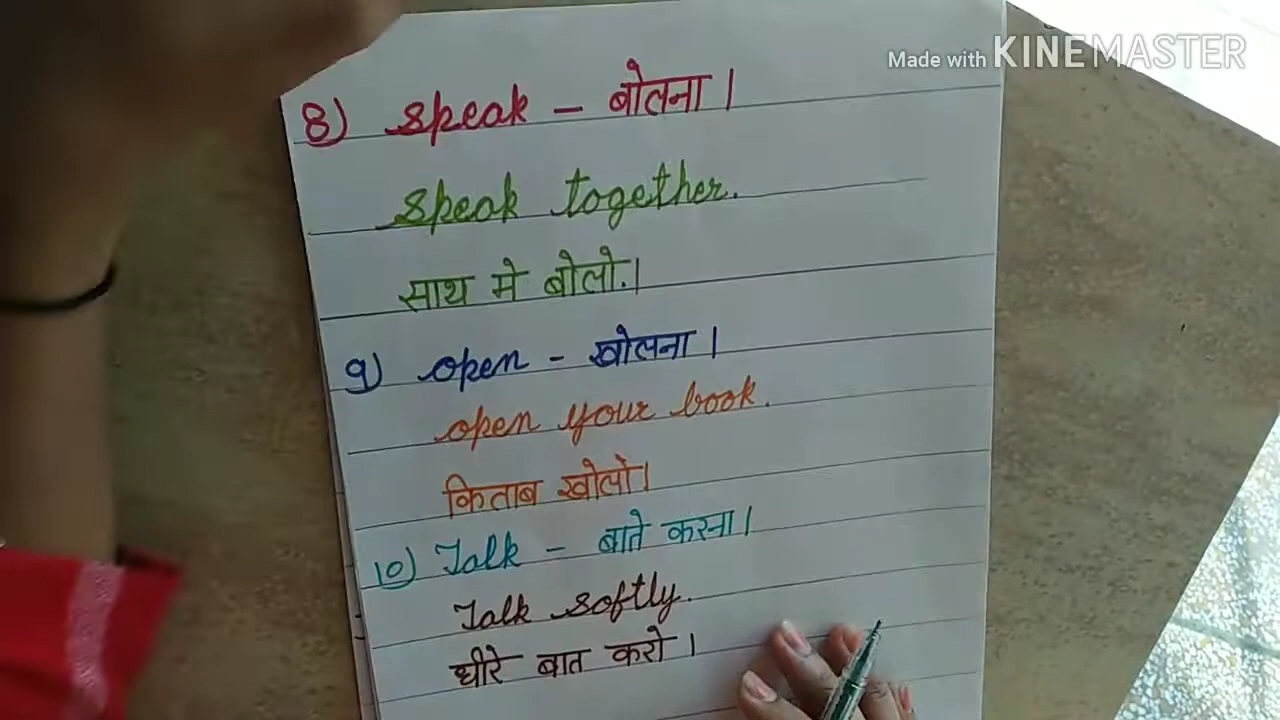 Made with KINEMASTER
8) speak - बोलना।
speak together.
साथ मे बोलो.।
9) open - खोलना।
open your book.
किताब खोलो।
10) Talk - बाते करना।
Talk softly.
धीरे बात करो।